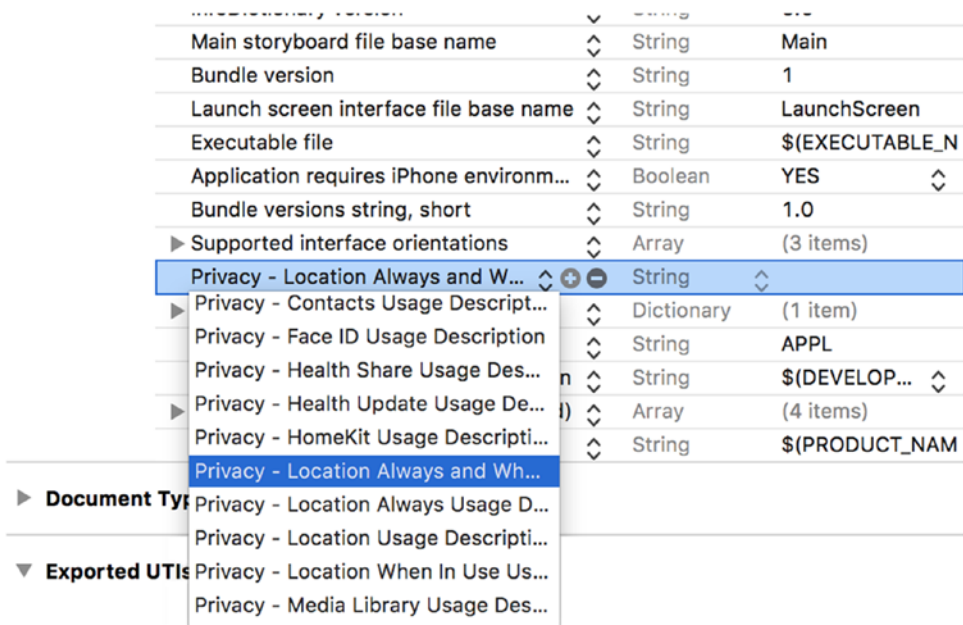 Main storyboard file base name String Main
Bundle version String 1
Launch screen interface file base name String LaunchScreen
Executable file String $(EXECUTABLE_N
Application requires iPhone environm... Boolean YES
Bundle versions string, short String 1.0
Supported interface orientations Array (3 items)
Privacy - Location Always and W... String
Privacy - Contacts Usage Descript... Dictionary (1 item)
Privacy - Face ID Usage Description String APPL
Privacy - Health Share Usage Des... n String $(DEVELOP...
Privacy - Health Update Usage De... ) Array (4 items)
Privacy - HomeKit Usage Descripti... String $(PRODUCT_NAM
Privacy - Location Always and Wh...
Document Typ Privacy - Location Always Usage D...
Privacy - Location Usage Descripti...
Exported UTIs Privacy - Location When In Use Us...
Privacy - Media Library Usage Des...